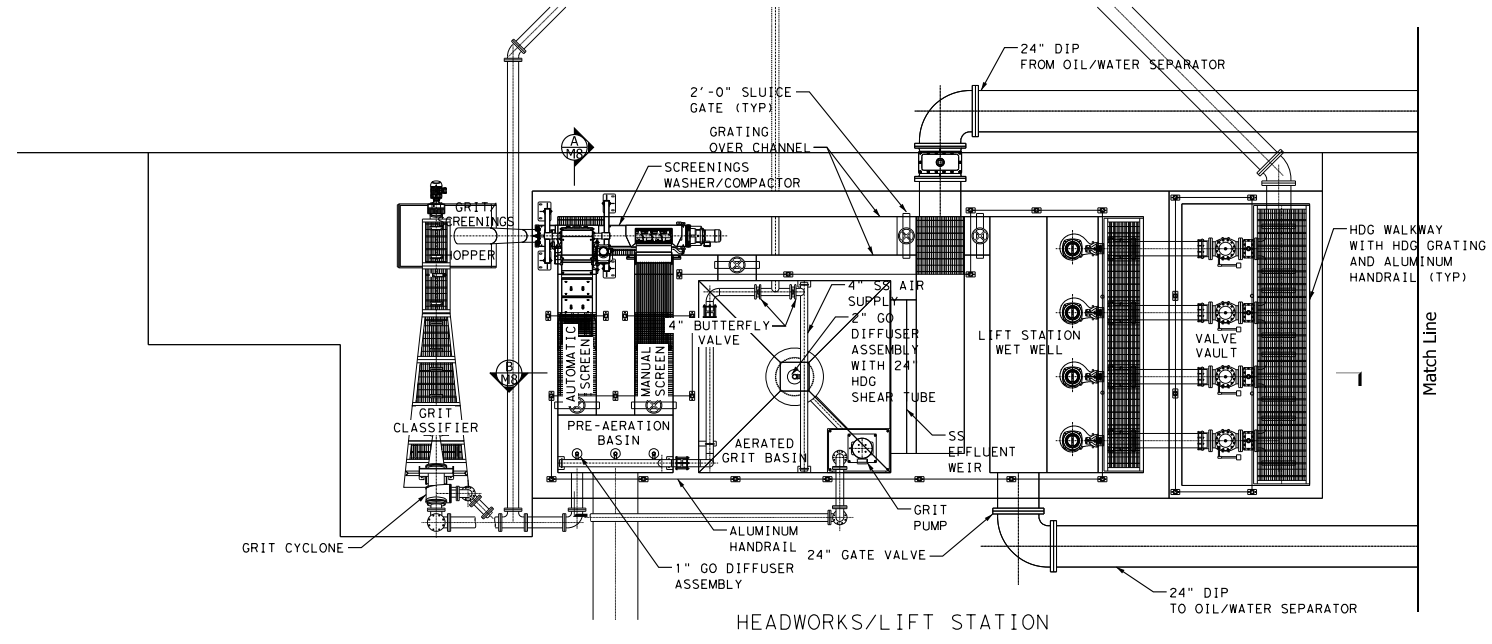 24" DIP
FROM OIL/WATER SEPARATOR
2'-0" SLUICE
GATE (TYP)
GRATING
OVER CHANNEL
A
M8
SCREENINGS
WASHER/COMPACTOR
GRIT/
SCREENINGS
HOPPER
HDG WALKWAY
WITH HDG GRATING
AND ALUMINUM
HANDRAIL (TYP)
4" SS AIR
SUPPLY
2" GO
DIFFUSER
ASSEMBLY
WITH 24"
HDG
SHEAR TUBE
4" BUTTERFLY
VALVE
LIFT STATION
WET WELL
VALVE
VAULT
Match Line
B
M8
AUTOMATIC
SCREEN
MANUAL
SCREEN
GRIT
CLASSIFIER
PRE-AERATION
BASIN
AERATED
GRIT BASIN
SS
EFFLUENT
WEIR
GRIT
PUMP
ALUMINUM
HANDRAIL
GRIT CYCLONE
24" GATE VALVE
1" GO DIFFUSER
ASSEMBLY
24" DIP
TO OIL/WATER SEPARATOR
HEADWORKS/LIFT STATION